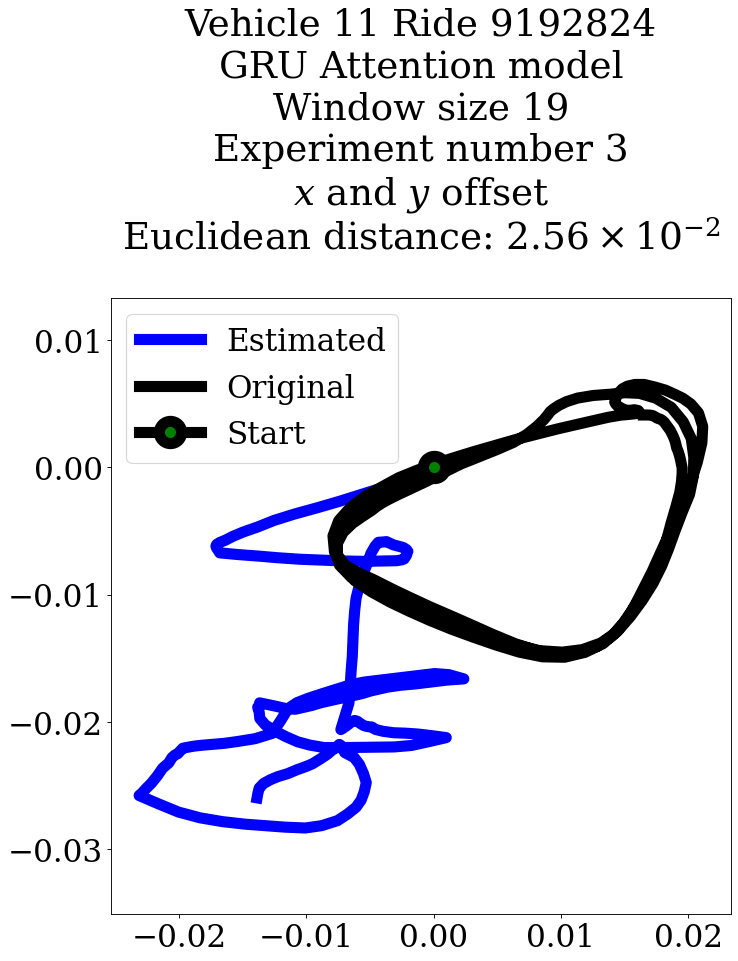 Vehicle 11 Ride 9192824
GRU Attention model
Window size 19
Experiment number 3
x and y offset
Euclidean distance: 2.56 × 10⁻²
Estimated
Original
Start
0.01
0.00
−0.01
−0.02
−0.03
−0.02 −0.01 0.00 0.01 0.02